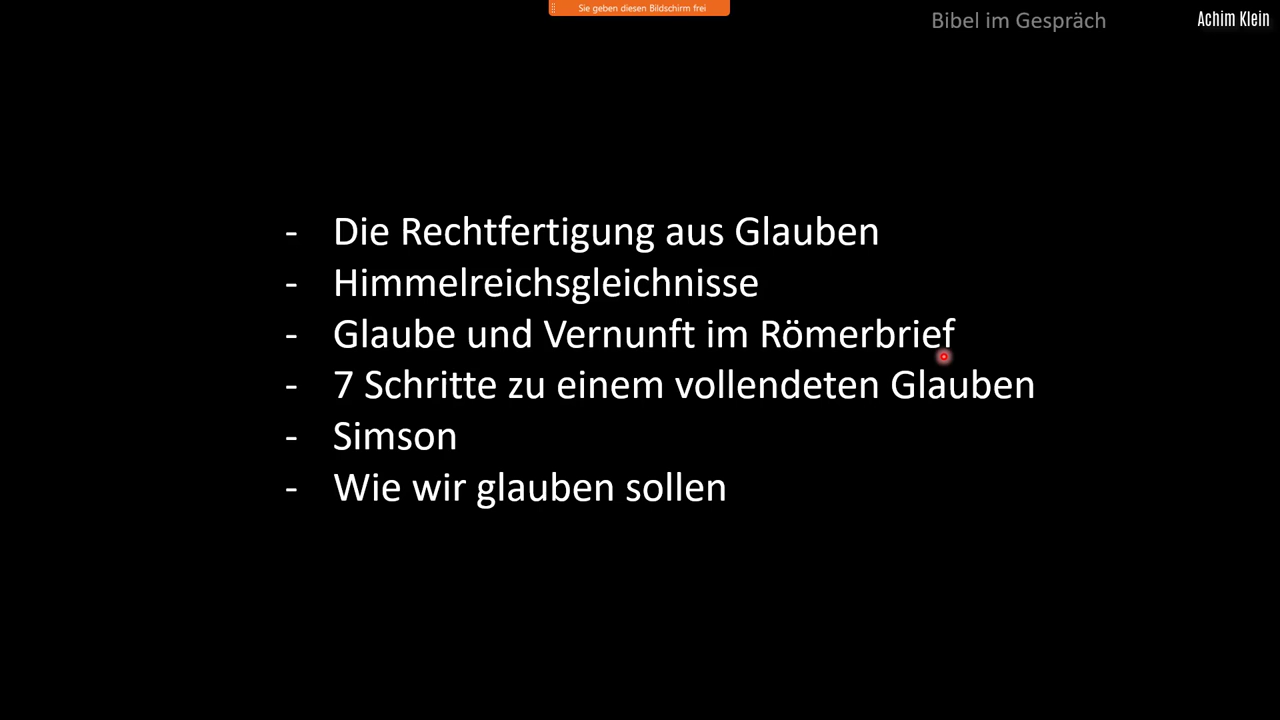 Sie geben diesen Bildschirm frei
Bibel im Gespräch
Achim Klein
- Die Rechtfertigung aus Glauben
- Himmelreichsgleichnisse
- Glaube und Vernunft im Römerbrief
- 7 Schritte zu einem vollendeten Glauben
- Simson
- Wie wir glauben sollen